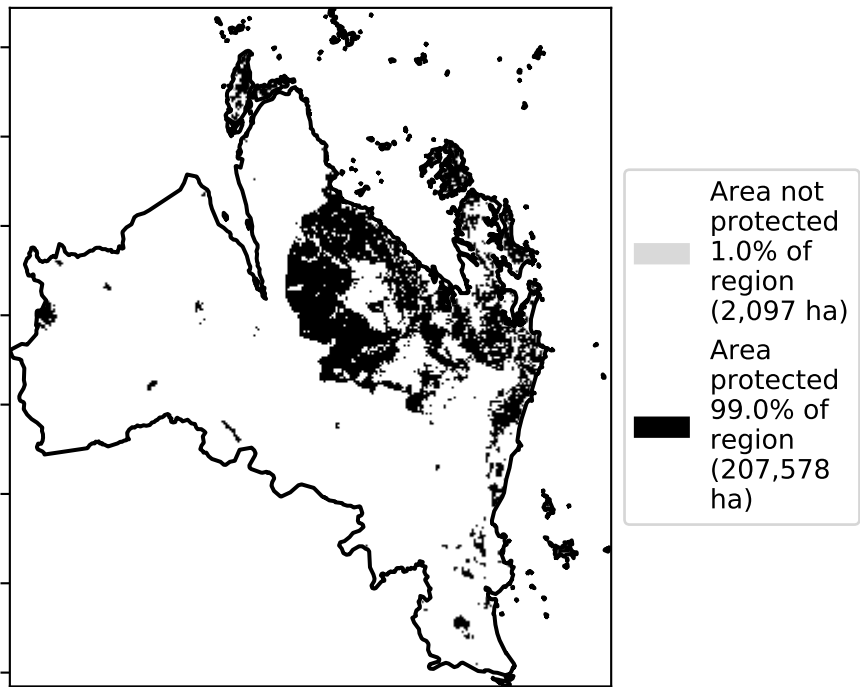 Area not
protected
1.0% of
region
(2,097 ha)
Area
protected
99.0% of
region
(207,578
ha)